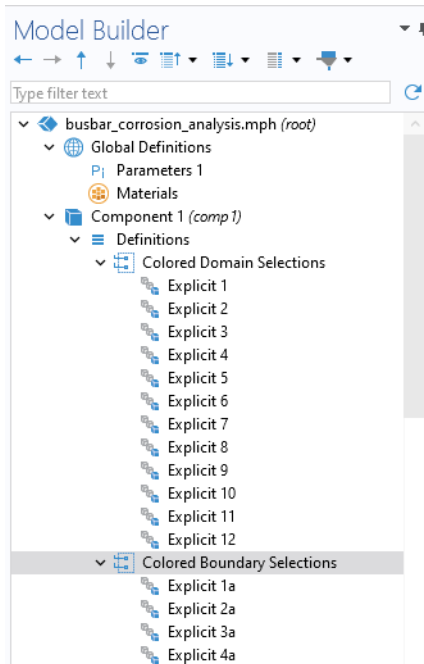 Model Builder
Type filter text
busbar_corrosion_analysis.mph (root)
Global Definitions
Pi Parameters 1
Materials
Component 1 (comp1)
Definitions
Colored Domain Selections
Explicit 1
Explicit 2
Explicit 3
Explicit 4
Explicit 5
Explicit 6
Explicit 7
Explicit 8
Explicit 9
Explicit 10
Explicit 11
Explicit 12
Colored Boundary Selections
Explicit 1a
Explicit 2a
Explicit 3a
Explicit 4a